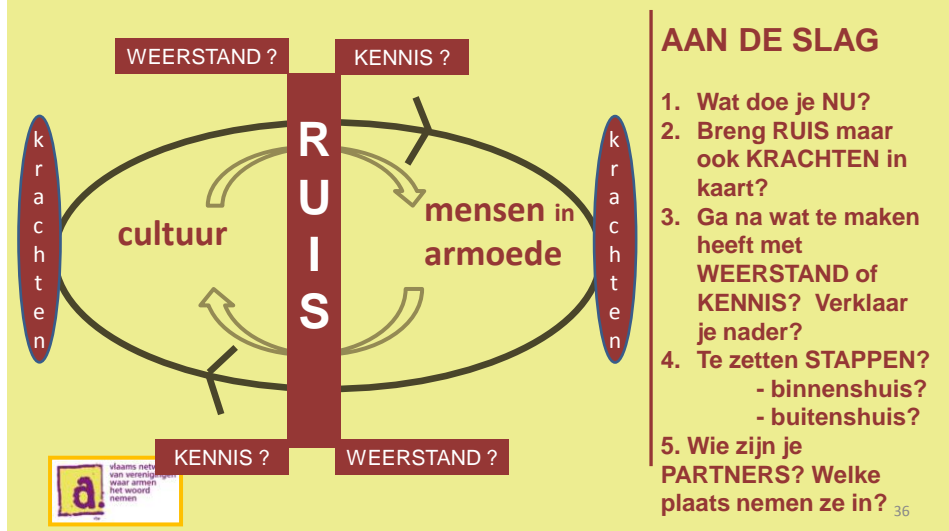 WEERSTAND ?
KENNIS ?
RUIS
krachten
cultuur
mensen in
armoede
krachten
KENNIS ?
WEERSTAND ?
a.
vlaams netw
van verenigingen
waar armen
het woord
nemen
AAN DE SLAG
1. Wat doe je NU?
2. Breng RUIS maar
ook KRACHTEN in
kaart?
3. Ga na wat te maken
heeft met
WEERSTAND of
KENNIS? Verklaar
je nader?
4. Te zetten STAPPEN?
- binnenshuis?
- buitenshuis?
5. Wie zijn je
PARTNERS? Welke
plaats nemen ze in?
36